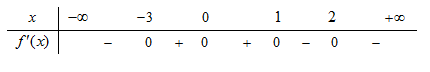 x −∞ −3 0 1 2 +∞
f′(x) − 0 + 0 + 0 − 0 −